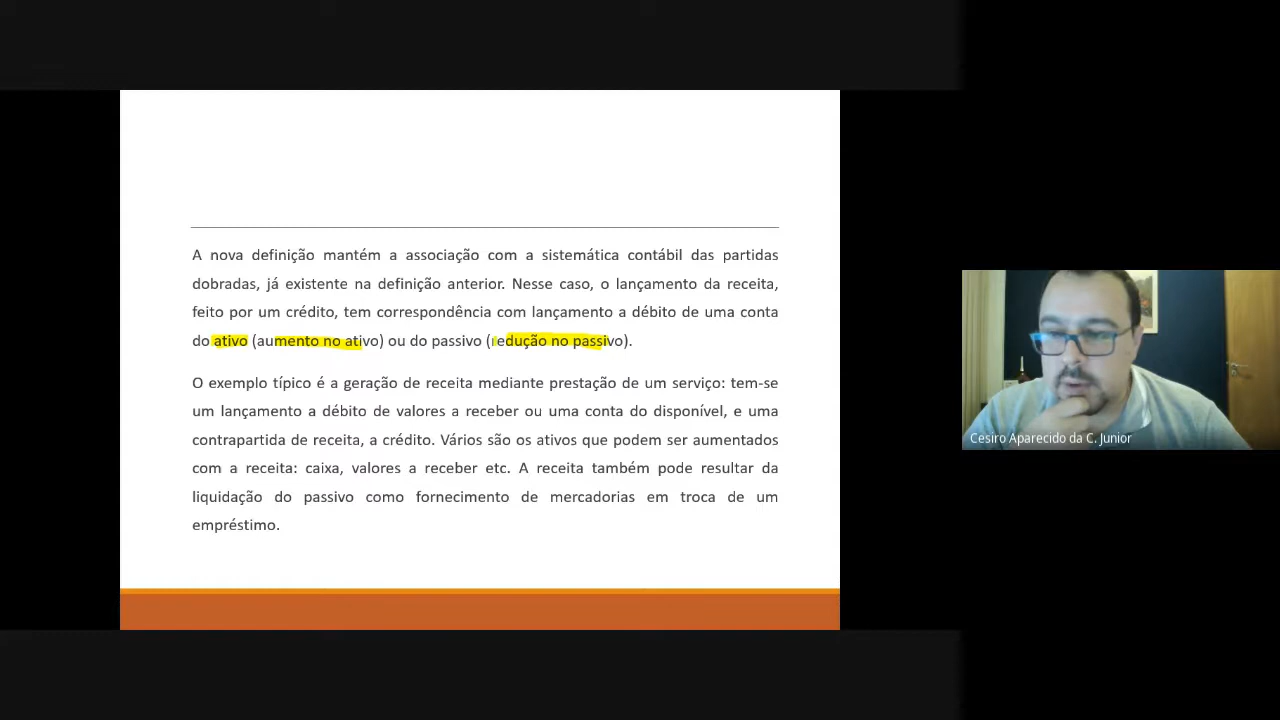 A nova definição mantém a associação com a sistemática contábil das partidas
dobradas, já existente na definição anterior. Nesse caso, o lançamento da receita,
feito por um crédito, tem correspondência com lançamento a débito de uma conta
do ativo (aumento no ativo) ou do passivo (redução no passivo).
O exemplo típico é a geração de receita mediante prestação de um serviço: tem-se
um lançamento a débito de valores a receber ou uma conta do disponível, e uma
contrapartida de receita, a crédito. Vários são os ativos que podem ser aumentados
com a receita: caixa, valores a receber etc. A receita também pode resultar da
liquidação do passivo como fornecimento de mercadorias em troca de um
empréstimo.
Cesiro Aparecido da C. Junior